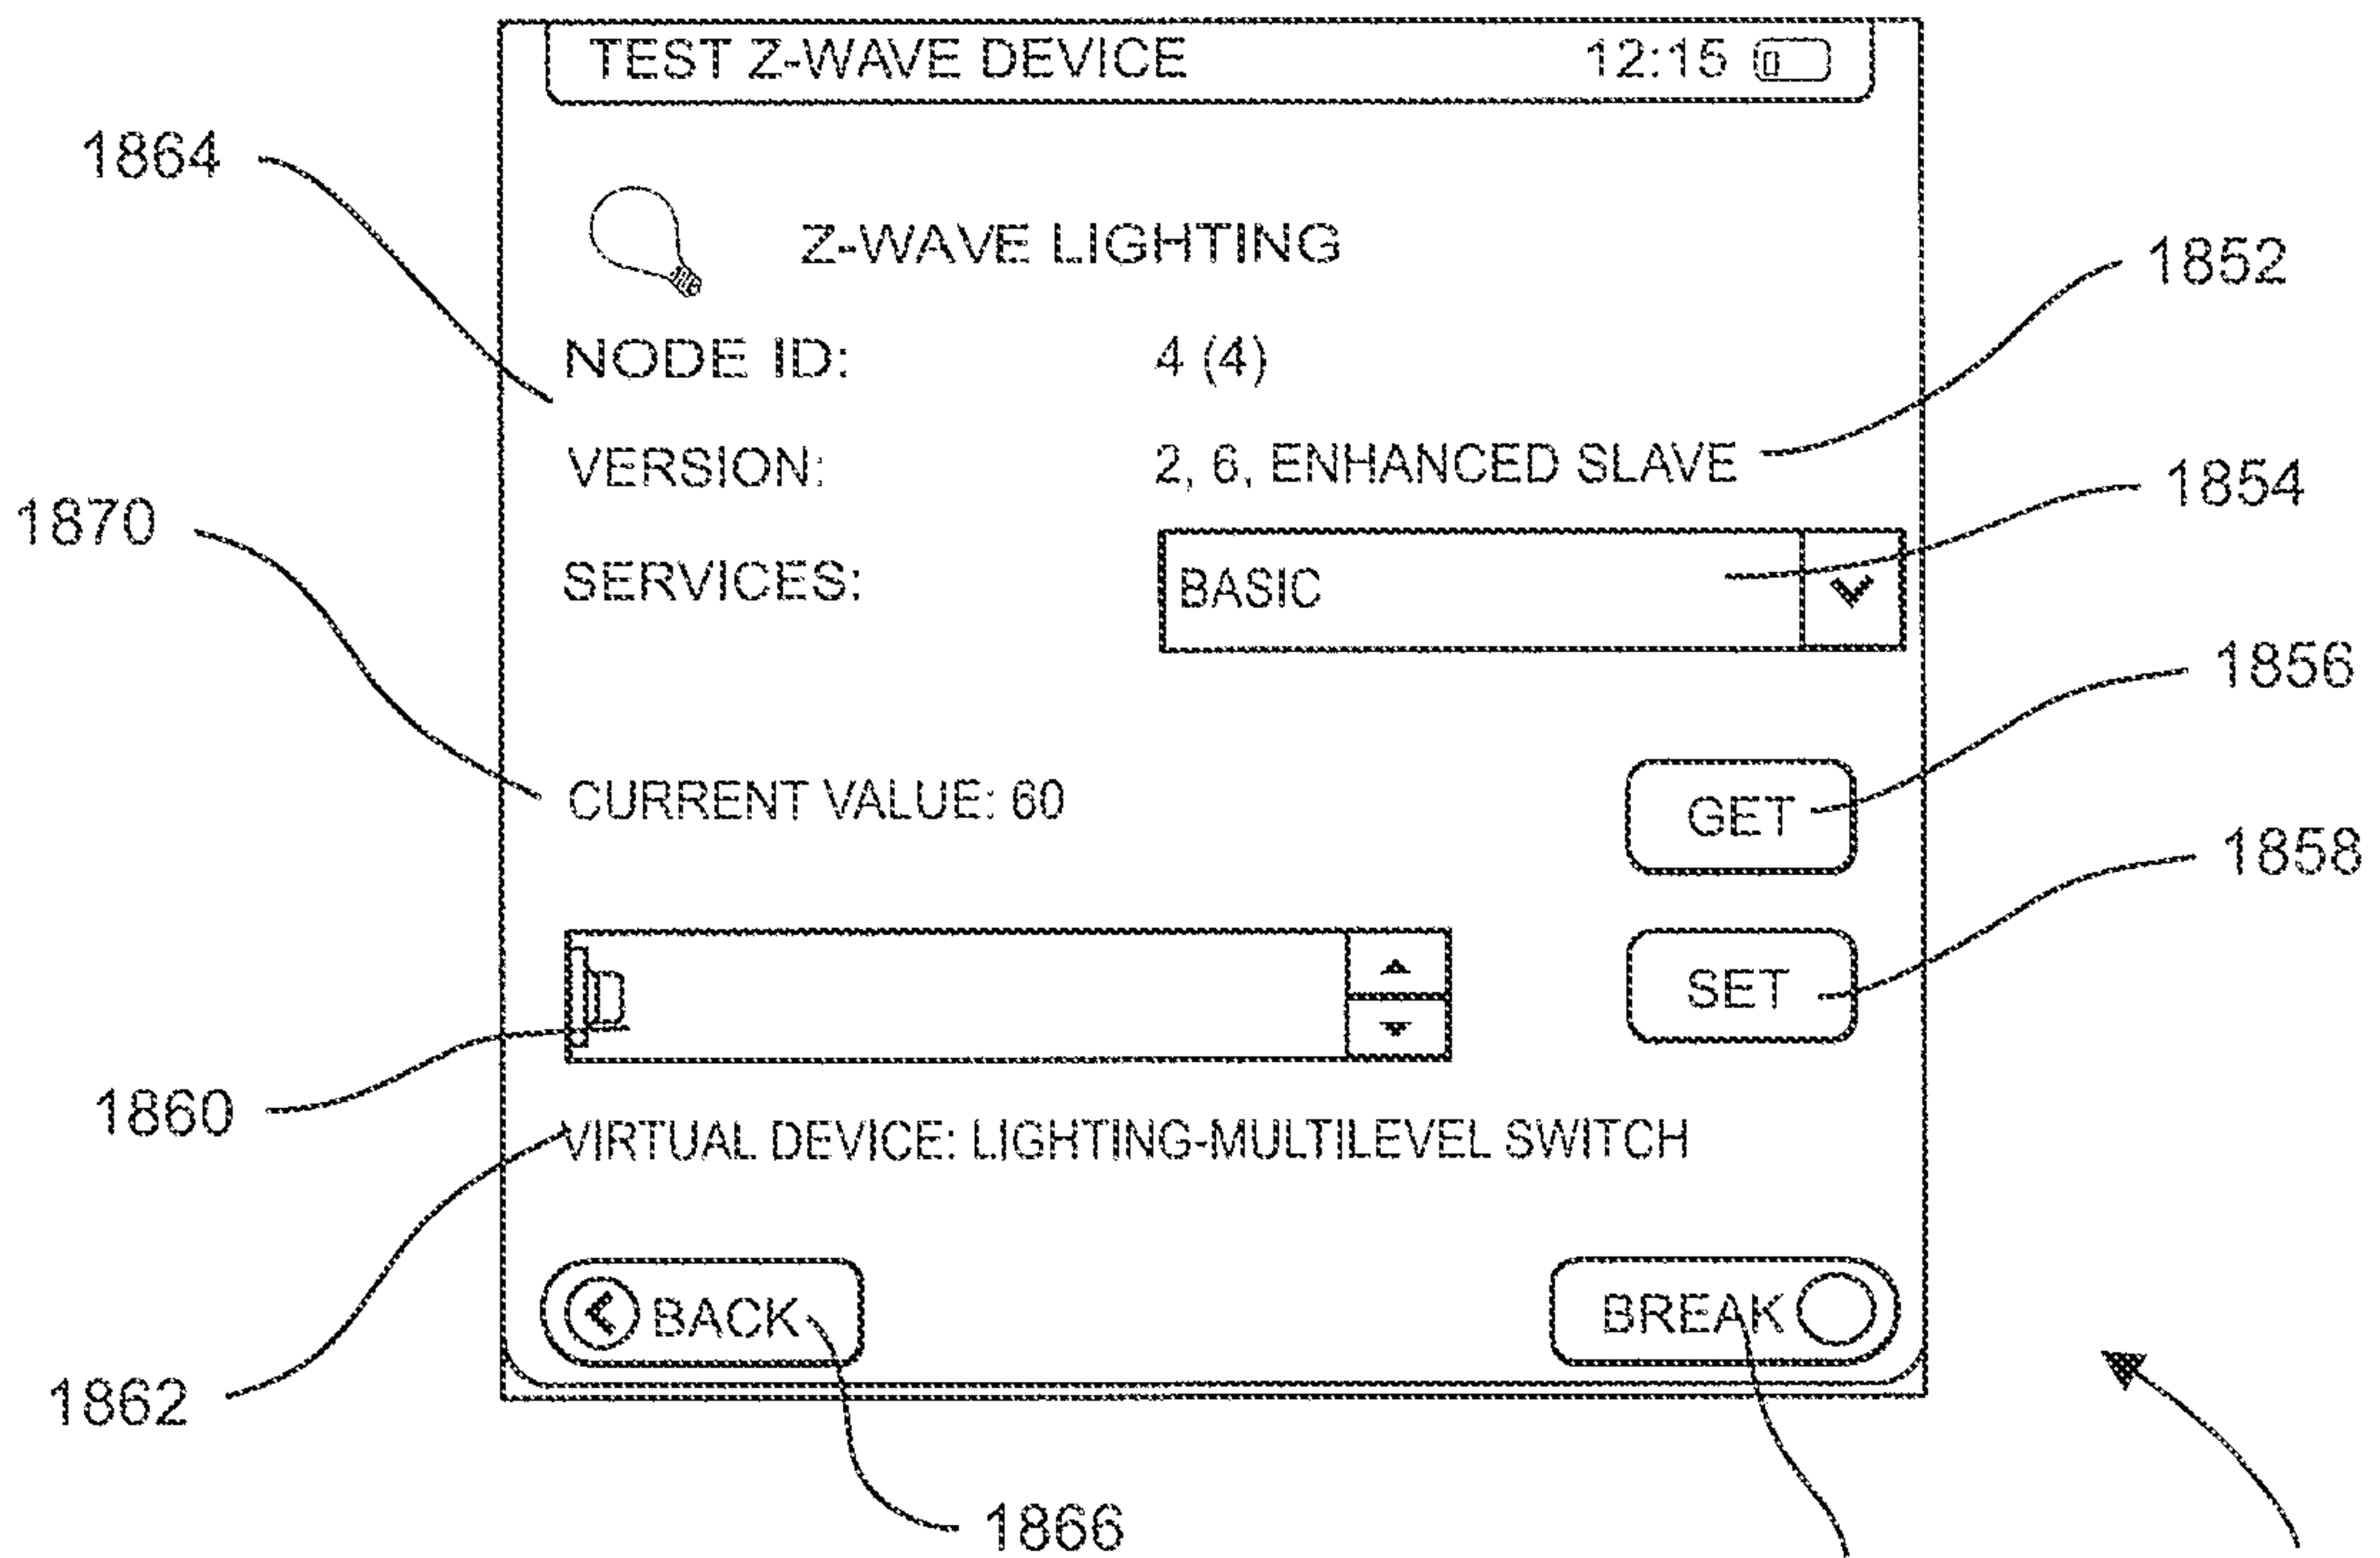 TEST Z-WAVE DEVICE 12:15
1864
Z-WAVE LIGHTING
1852
NODE ID: 4 (4)
VERSION: 2, 6, ENHANCED SLAVE
1854
1870
SERVICES: BASIC
1856
CURRENT VALUE: 60 GET
1858
SET
1860
VIRTUAL DEVICE: LIGHTING-MULTILEVEL SWITCH
BACK BREAK
1862
1866